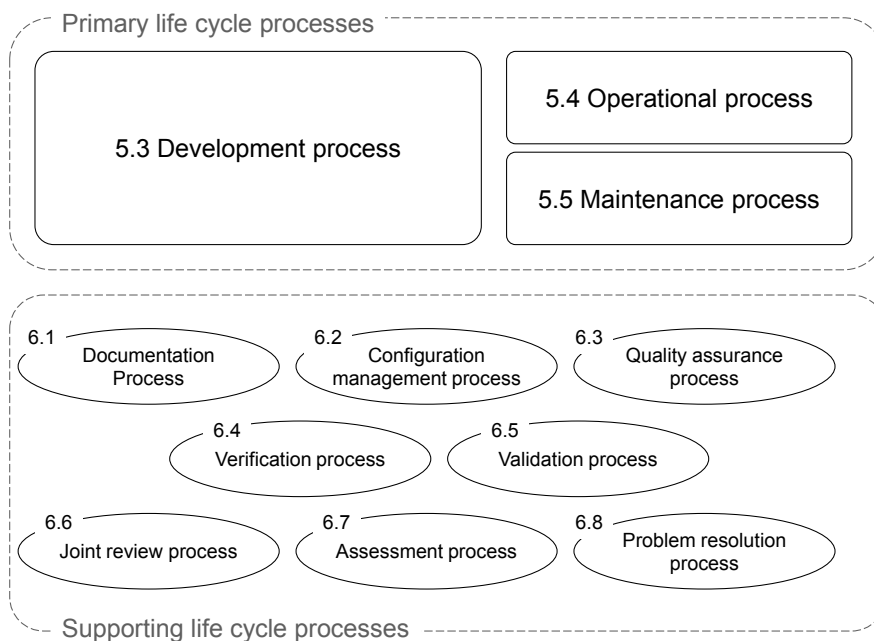 Primary life cycle processes
5.3 Development process
5.4 Operational process
5.5 Maintenance process
6.1
Documentation
Process
6.2
Configuration
management process
6.3
Quality assurance
process
6.4
Verification process
6.5
Validation process
6.6
Joint review process
6.7
Assessment process
6.8
Problem resolution
process
Supporting life cycle processes